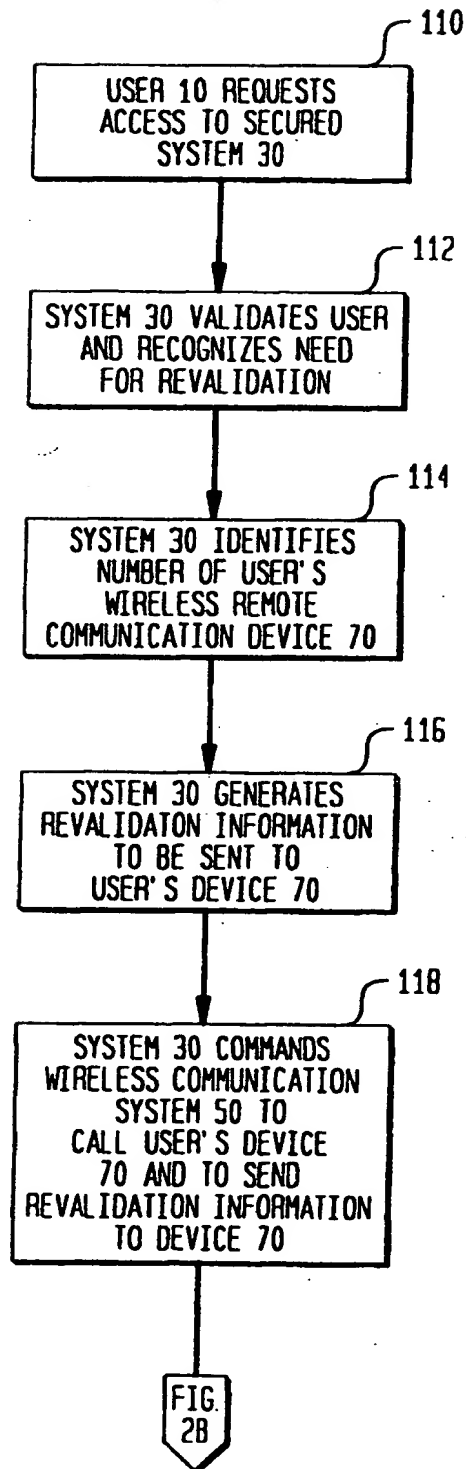 110
USER 10 REQUESTS
ACCESS TO SECURED
SYSTEM 30
112
SYSTEM 30 VALIDATES USER
AND RECOGNIZES NEED
FOR REVALIDATION
114
SYSTEM 30 IDENTIFIES
NUMBER OF USER'S
WIRELESS REMOTE
COMMUNICATION DEVICE 70
116
SYSTEM 30 GENERATES
REVALIDATON INFORMATION
TO BE SENT TO
USER'S DEVICE 70
118
SYSTEM 30 COMMANDS
WIRELESS COMMUNICATION
SYSTEM 50 TO
CALL USER'S DEVICE
70 AND TO SEND
REVALIDATION INFORMATION
TO DEVICE 70
FIG.
2B